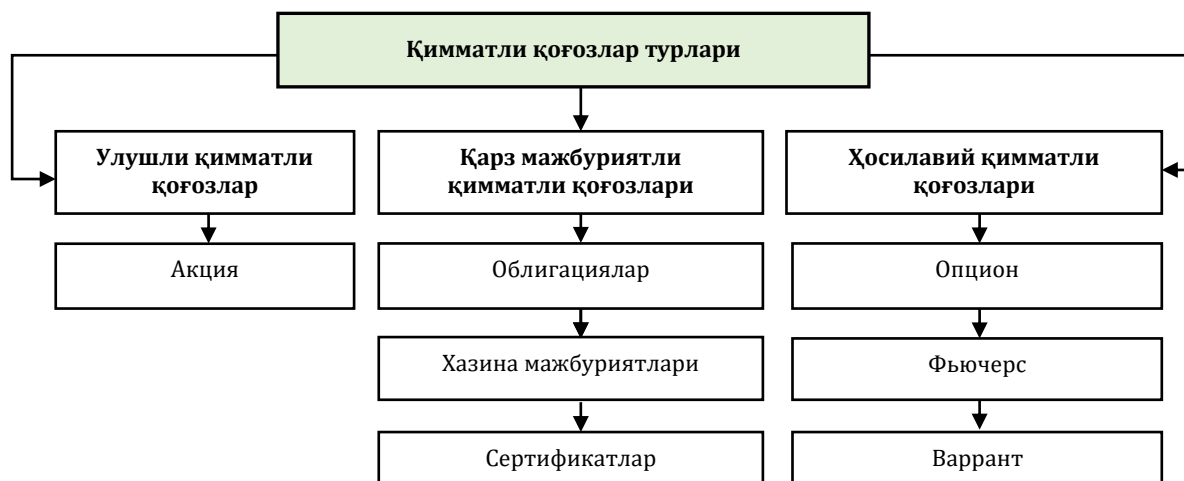 Қимматли қоғозлар турлари
Улушли қимматли
қоғозлар
Қарз мажбуриятли
қимматли қоғозлари
Ҳосилавий қимматли
қоғозлари
Акция
Облигациялар
Опцион
Хазина мажбуриятлари
Фьючерс
Сертификатлар
Варрант